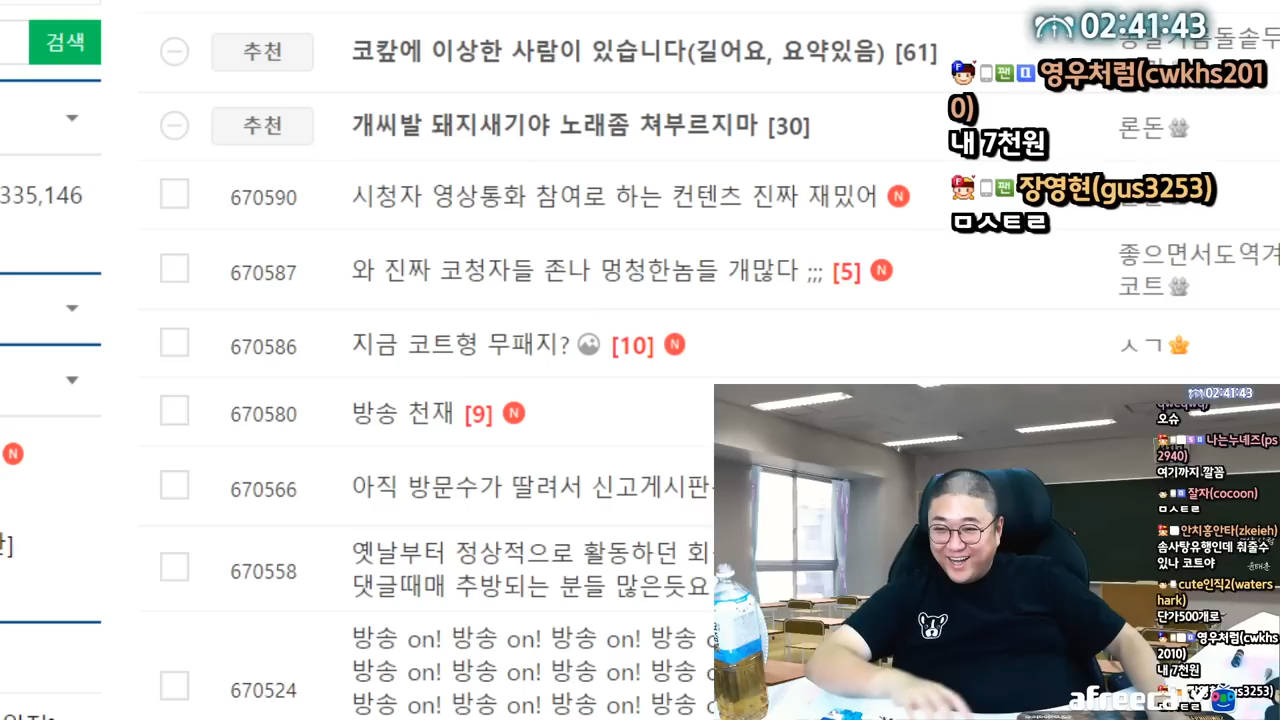 검색
335,146
추천 코캎에 이상한 사람이 있습니다(길어요, 요약있음) [61]
추천 개씨발 돼지새기야 노래좀 쳐부르지마 [30] 론돈
670590 시청자 영상통화 참여로 하는 컨텐츠 진짜 재밌어 N
670587 와 진짜 코청자들 존나 멍청한놈들 개많다 ;;; [5] N 좋으면서도역겨
코트
670586 지금 코트형 무패지? [10] N ㅅㄱ
670580 방송 천재 [9] N
670566 아직 방문수가 딸려서 신고게시판
670558 옛날부터 정상적으로 활동하던 회
댓글때매 추방되는 분들 많은듯요
670524 방송 on! 방송 on! 방송 on! 방송
방송 on! 방송 on! 방송 on! 방송
방송 on! 방송 on! 방송 on! 방송
N
02:41:43
영우처럼(cwkhs201
0)
내 7천원
장영현(gus3253)
ㅁㅅㅌㄹ
02:41:43
오슈
나는누네즈(ps
2940)
여기까지 깔꼼
잘자(cocoon)
ㅁㅅㅌㄹ
안치홍안타(zkeieh)
솜사탕유행인데 춰줄수
있나 코트야
cute인직2(waters
hark)
단가500개로
영우처럼(cwkhs
2010)
내 7천원
afreeca